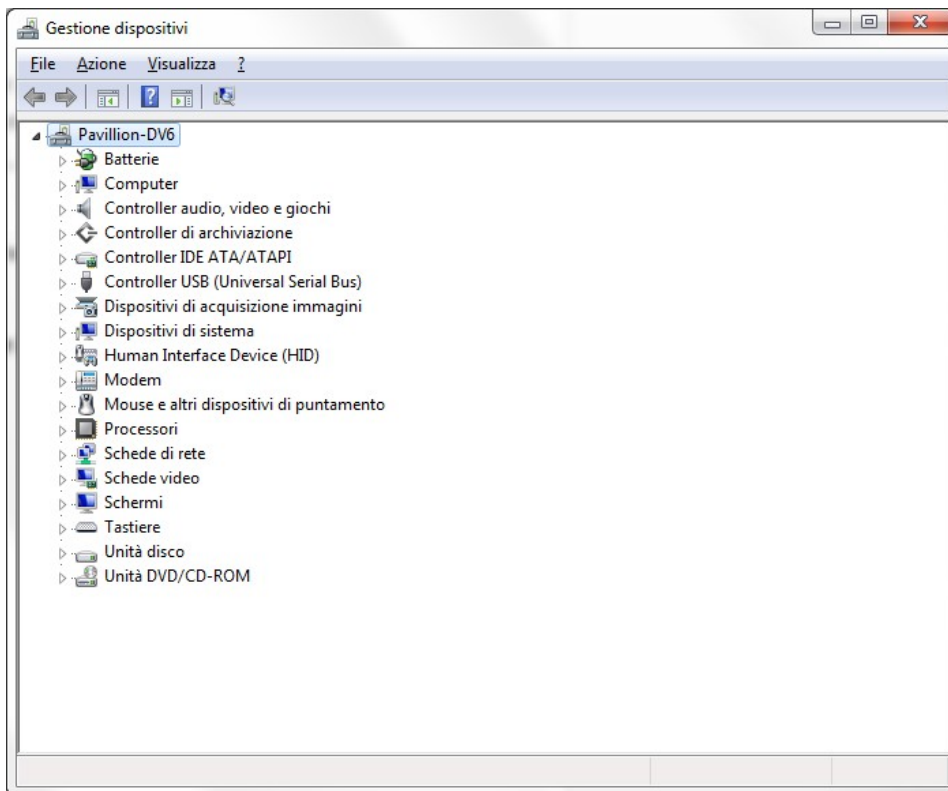 Gestione dispositivi
File Azione Visualizza ?
Pavillion-DV6
Batterie
Computer
Controller audio, video e giochi
Controller di archiviazione
Controller IDE ATA/ATAPI
Controller USB (Universal Serial Bus)
Dispositivi di acquisizione immagini
Dispositivi di sistema
Human Interface Device (HID)
Modem
Mouse e altri dispositivi di puntamento
Processori
Schede di rete
Schede video
Schermi
Tastiere
Unità disco
Unità DVD/CD-ROM